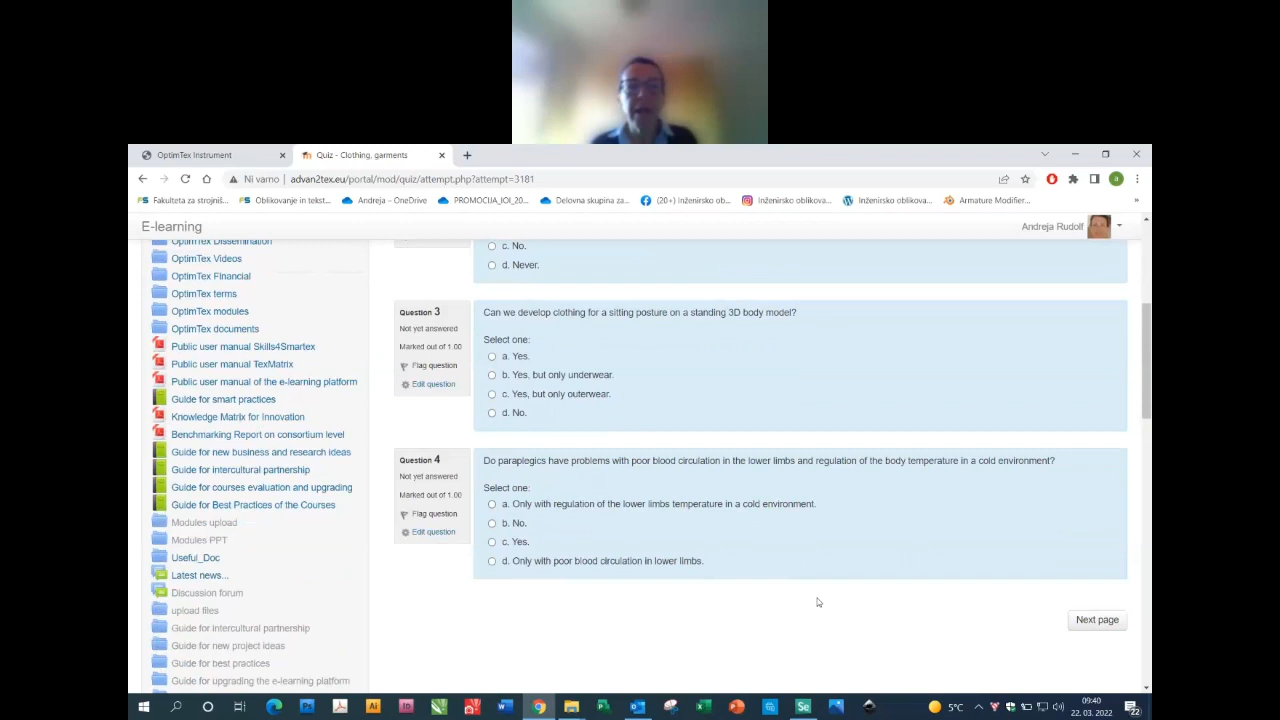 OptimTex Instrument
Quiz - Clothing, garments
Ni varno
advan2tex.eu/portal/mod/quiz/attempt.php?attempt=3181
Fakulteta za strojniš...
Oblikovanje in tekst...
Andreja – OneDrive
PROMOCIJA_IOI_20...
Delovna skupina za...
(20+) Inženirsko ob...
Inženirsko oblikova...
Inženirsko oblikova...
Armature Modifier...
E-learning
Andreja Rudolf
OptimTex Dissemination
OptimTex Videos
OptimTex Financial
OptimTex terms
OptimTex modules
OptimTex documents
Public user manual Skills4Smartex
Public user manual TexMatrix
Public user manual of the e-learning platform
Guide for smart practices
Knowledge Matrix for Innovation
Benchmarking Report on consortium level
Guide for new business and research ideas
Guide for intercultural partnership
Guide for courses evaluation and upgrading
Guide for Best Practices of the Courses
Modules upload
Modules PPT
Useful_Doc
Latest news...
Discussion forum
upload files
Guide for intercultural partnership
Guide for new project ideas
Guide for best practices
Guide for upgrading the e-learning platform
c. No.
d. Never.
Question 3
Not yet answered
Marked out of 1.00
Flag question
Edit question
Can we develop clothing for a sitting posture on a standing 3D body model?
Select one:
a. Yes.
b. Yes, but only underwear.
c. Yes, but only outerwear.
d. No.
Question 4
Not yet answered
Marked out of 1.00
Flag question
Edit question
Do paraplegics have problems with poor blood circulation in the lower limbs and regulation of the body temperature in a cold environment?
Select one:
a. Only with regulation of the lower limbs temperature in a cold environment.
b. No.
c. Yes.
d. Only with poor blood circulation in lower limbs.
Next page
5°C
09:40
22. 03. 2022
22